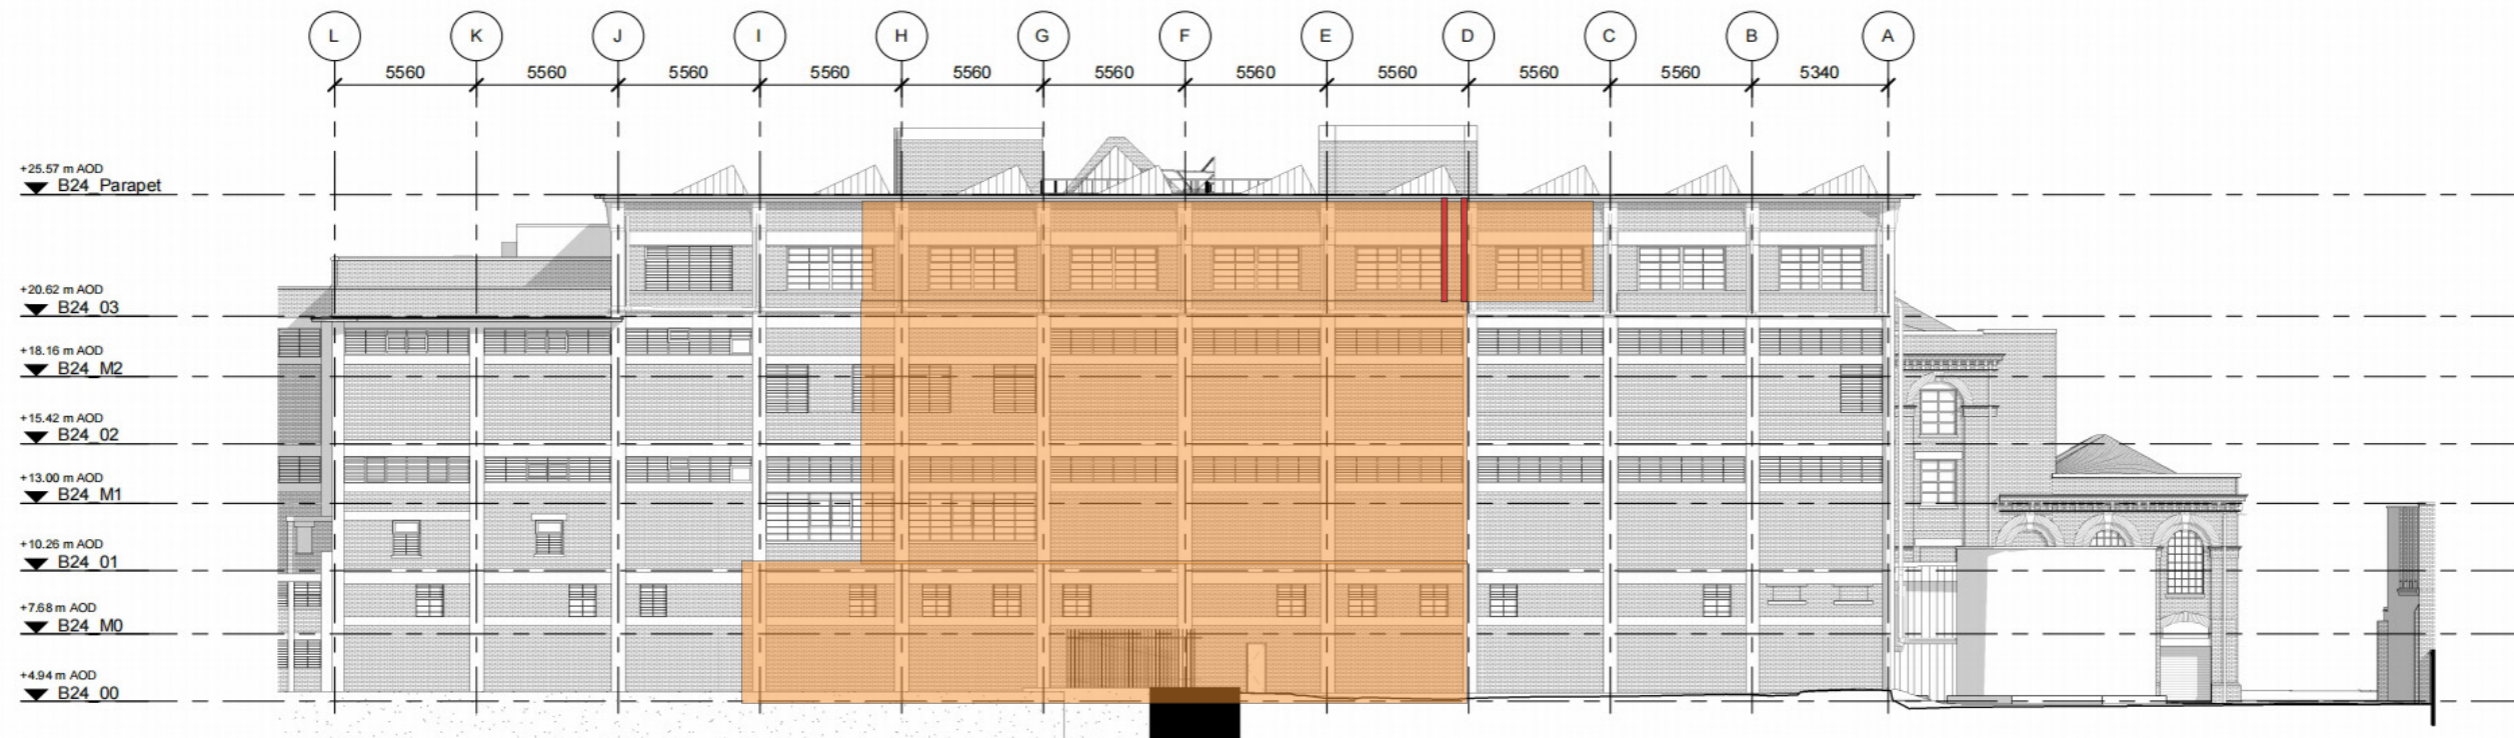 L K J I H G F E D C B A
5560 5560 5560 5560 5560 5560 5560 5560 5560 5560 5340
+25.57 m AOD
B24_Parapet
+20.62 m AOD
B24_03
+18.16 m AOD
B24_M2
+15.42 m AOD
B24_02
+13.00 m AOD
B24_M1
+10.26 m AOD
B24_01
+7.68 m AOD
B24_M0
+4.94 m AOD
B24_00